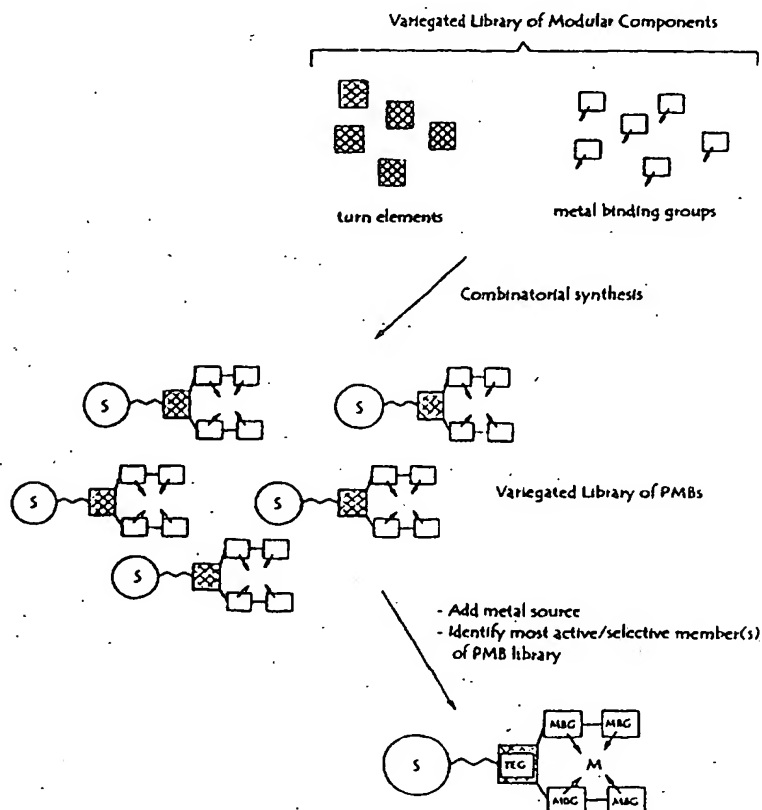 Variegated Library of Modular Components
turn elements
metal binding groups
Combinatorial synthesis
S
S
S
S
Variegated Library of PMBs
S
- Add metal source
- Identify most active/selective member(s)
of PMB library
MBG
MBG
S
TEG
M
MBG
MBG